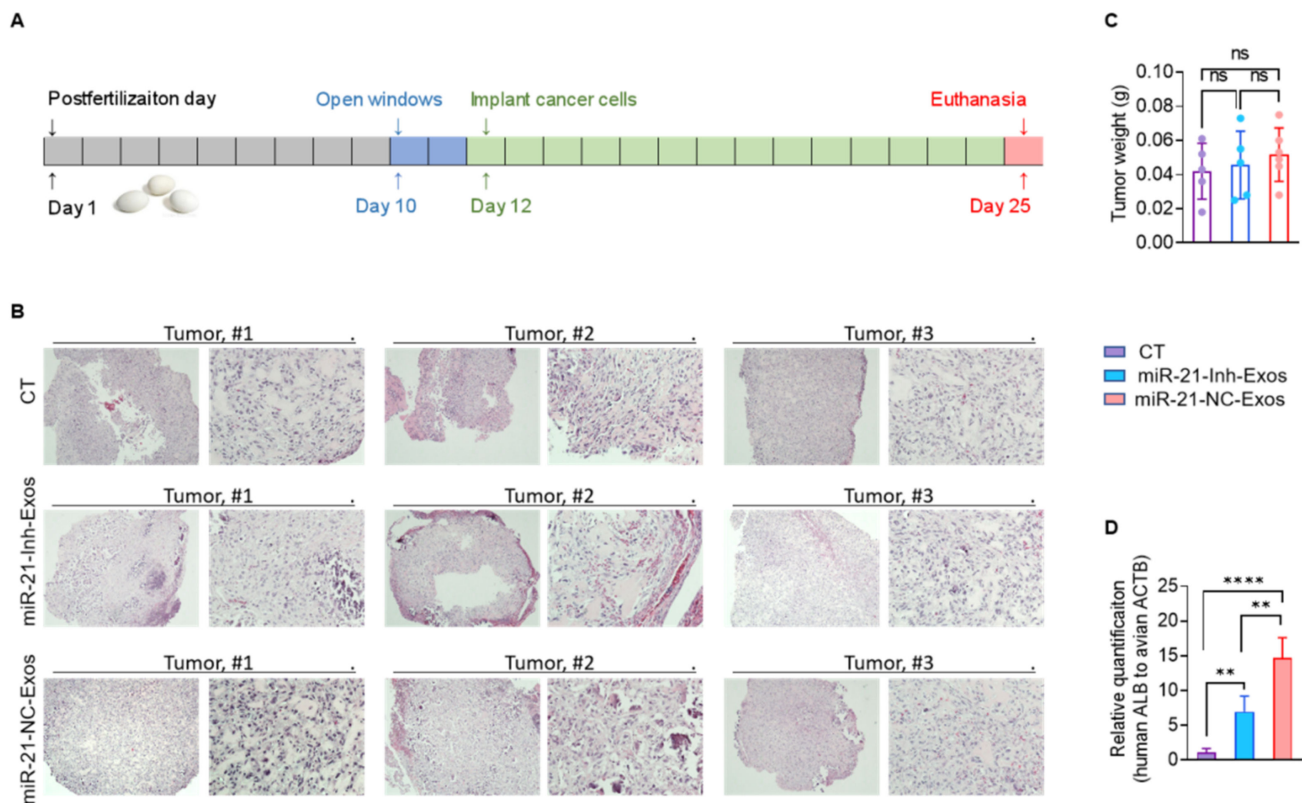 A
Postfertilizaiton day
Open windows
Implant cancer cells
Euthanasia
Day 1
Day 10
Day 12
Day 25
B
Tumor, #1
Tumor, #2
Tumor, #3
CT
Tumor, #1
Tumor, #2
Tumor, #3
miR-21-Inh-Exos
Tumor, #1
Tumor, #2
Tumor, #3
miR-21-NC-Exos
C
ns
ns
ns
Tumor weight (g)
0.10
0.08
0.06
0.04
0.02
0.00
CT
miR-21-Inh-Exos
miR-21-NC-Exos
D
Relative quantificaiton
(human ALB to avian ACTB)
25
20
15
10
5
0
****
**
**